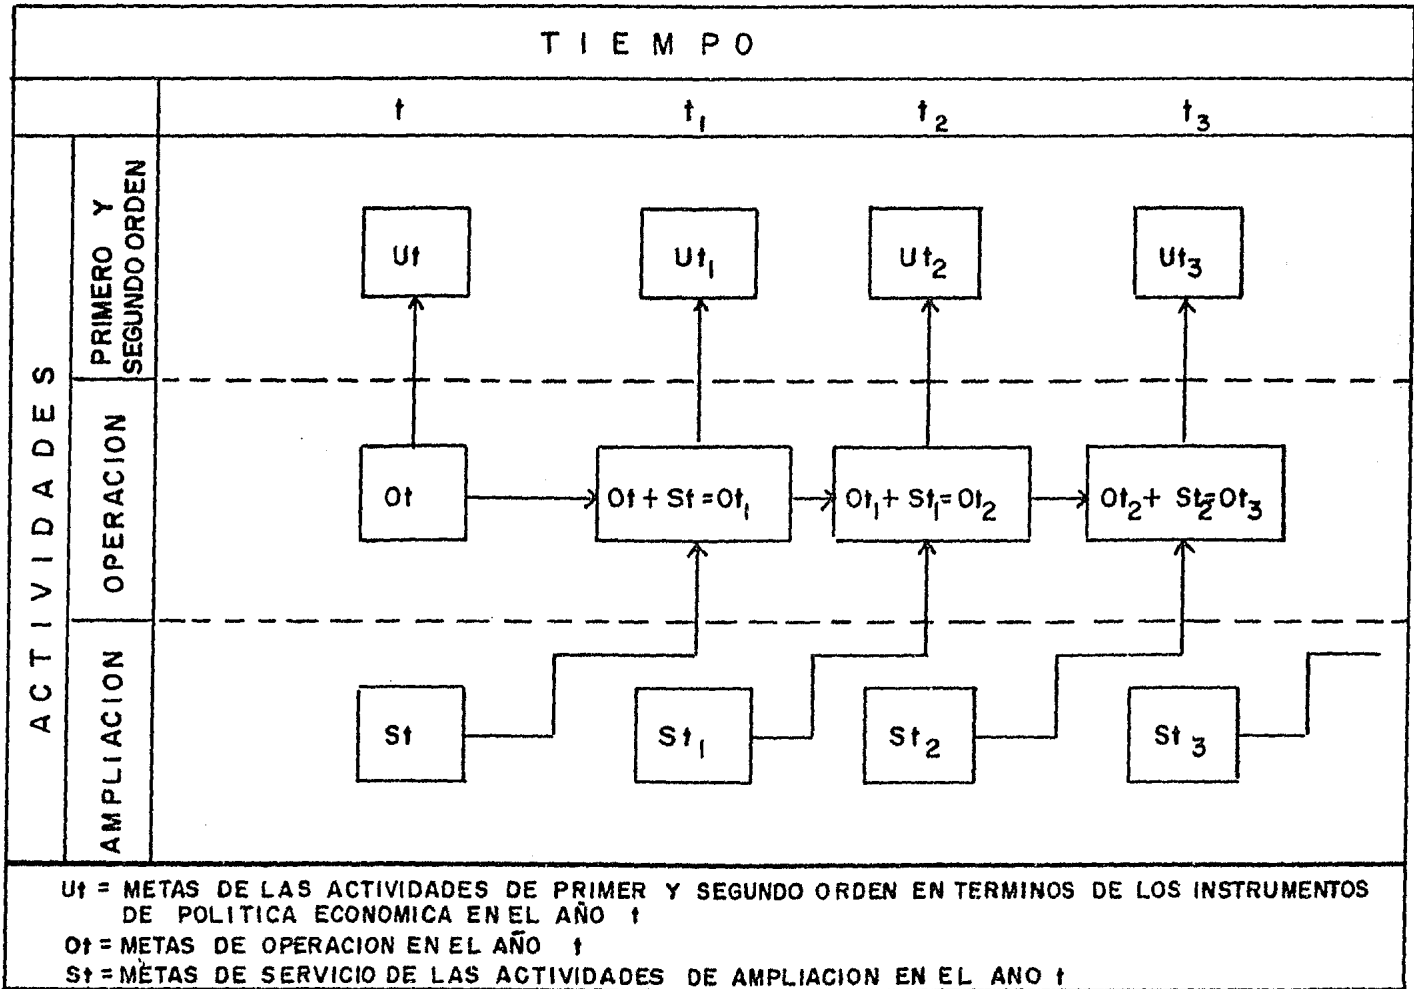 TIEMPO
t t₁ t₂ t₃
ACTIVIDADES
PRIMERO Y
SEGUNDO ORDEN
Ut Ut₁ Ut₂ Ut₃
OPERACION
Ot Ot + St = Ot₁ Ot₁ + St₁ = Ot₂ Ot₂ + St₂ = Ot₃
AMPLIACION
St St₁ St₂ St₃
Ut = METAS DE LAS ACTIVIDADES DE PRIMER Y SEGUNDO ORDEN EN TERMINOS DE LOS INSTRUMENTOS
DE POLITICA ECONOMICA EN EL AÑO t
Ot = METAS DE OPERACION EN EL AÑO t
St = METAS DE SERVICIO DE LAS ACTIVIDADES DE AMPLIACION EN EL ANO t